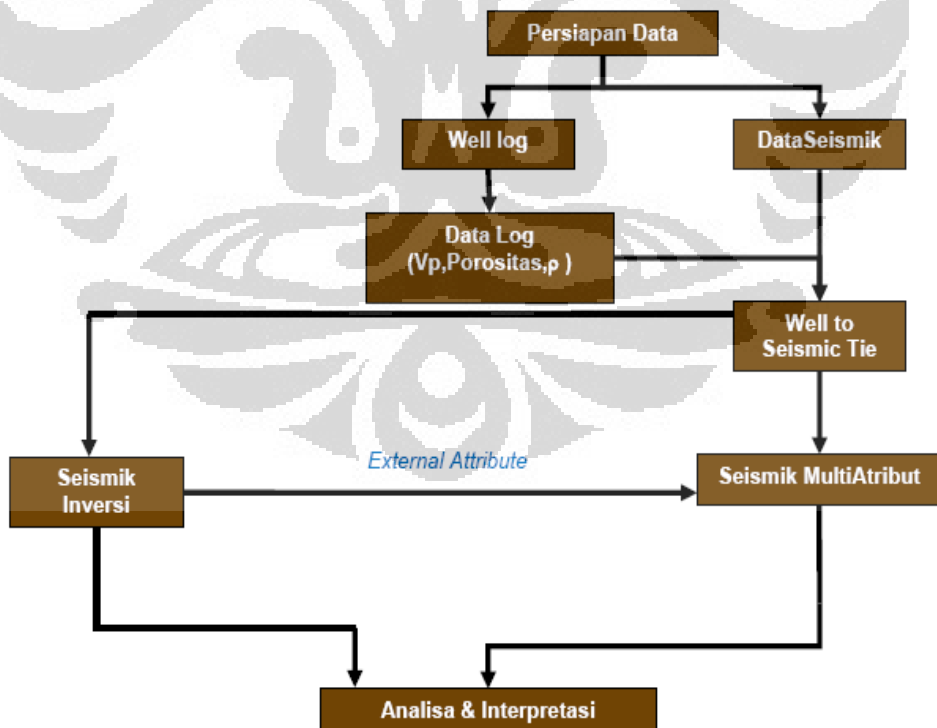 Persiapan Data
Well log
DataSeismik
Data Log
(Vp,Porositas,ρ )
Well to
Seismic Tie
External Attribute
Seismik
Inversi
Seismik MultiAtribut
Analisa & Interpretasi